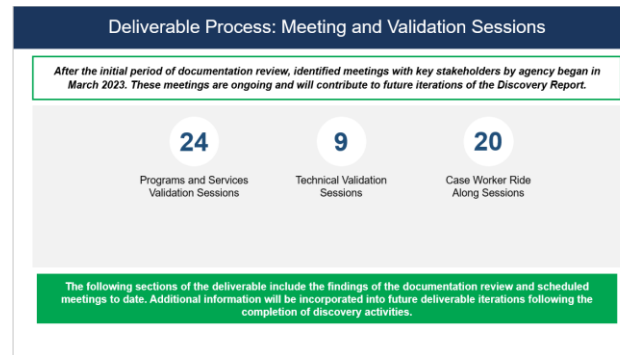 Deliverable Process: Meeting and Validation Sessions
After the initial period of documentation review, identified meetings with key stakeholders by agency began in
March 2023. These meetings are ongoing and will contribute to future iterations of the Discovery Report.
24
9
20
Programs and Services
Validation Sessions
Technical Validation
Sessions
Case Worker Ride
Along Sessions
The following sections of the deliverable include the findings of the documentation review and scheduled
meetings to date. Additional information will be incorporated into future deliverable iterations following the
completion of discovery activities.